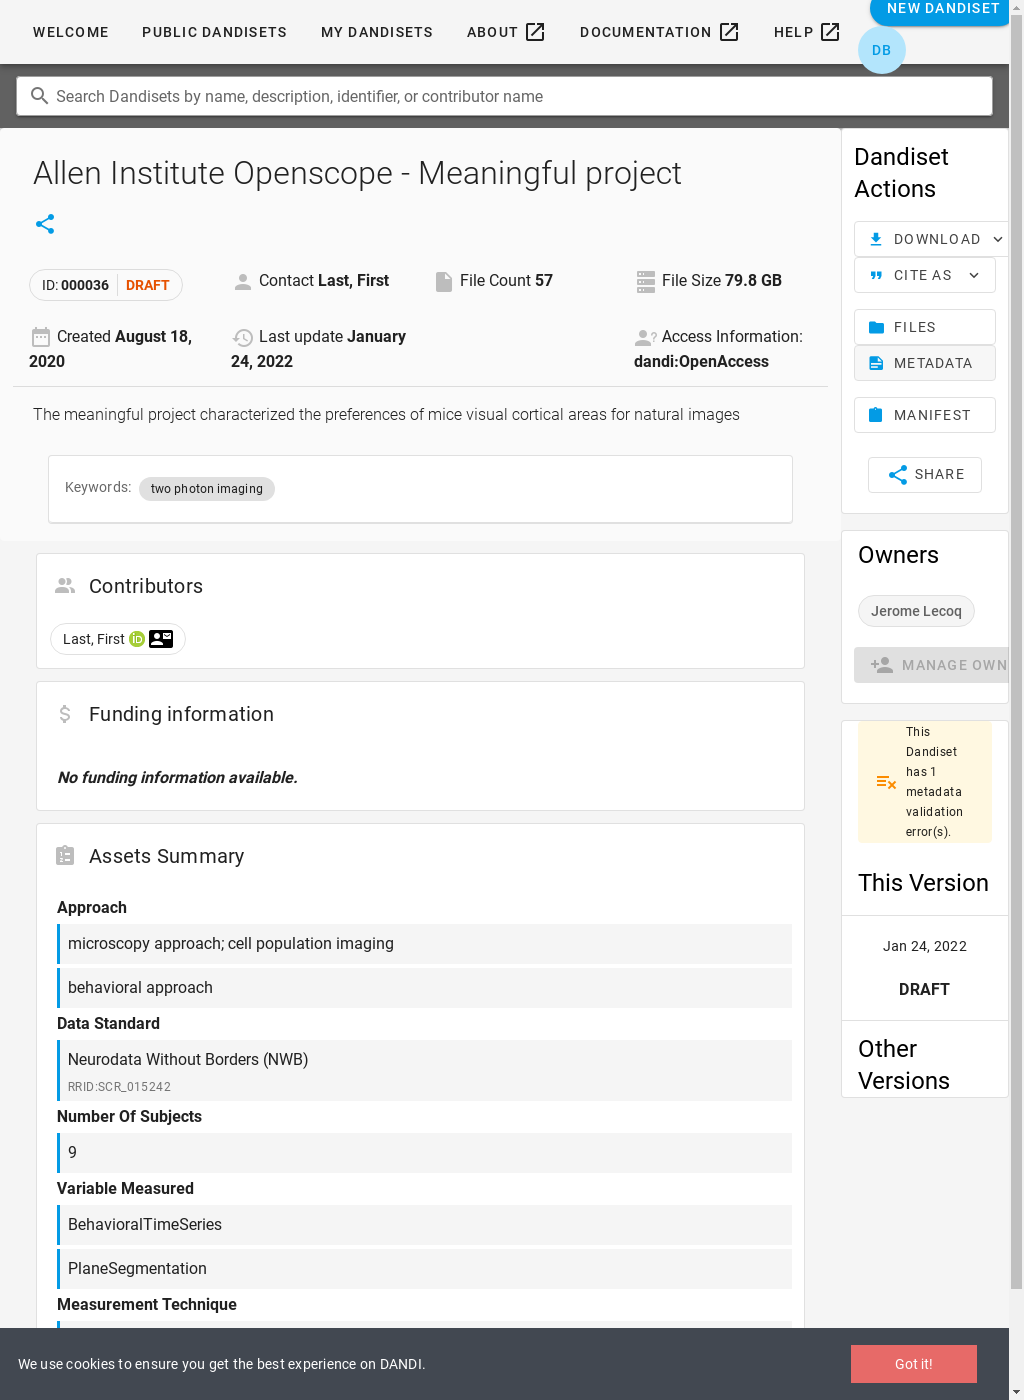 WELCOME
PUBLIC DANDISETS
MY DANDISETS
ABOUT
DOCUMENTATION
HELP
NEW DANDISET
DB
Search Dandisets by name, description, identifier, or contributor name
Allen Institute Openscope - Meaningful project
ID: 000036 DRAFT
Contact Last, First
File Count 57
File Size 79.8 GB
Created August 18,
2020
Last update January
24, 2022
Access Information:
dandi:OpenAccess
The meaningful project characterized the preferences of mice visual cortical areas for natural images
Keywords: two photon imaging
Contributors
Last, First
Funding information
No funding information available.
Assets Summary
Approach
microscopy approach; cell population imaging
behavioral approach
Data Standard
Neurodata Without Borders (NWB)
RRID:SCR_015242
Number Of Subjects
9
Variable Measured
BehavioralTimeSeries
PlaneSegmentation
Measurement Technique
Dandiset
Actions
DOWNLOAD
CITE AS
FILES
METADATA
MANIFEST
SHARE
Owners
Jerome Lecoq
MANAGE OWN
This
Dandiset
has 1
metadata
validation
error(s).
This Version
Jan 24, 2022
DRAFT
Other
Versions
We use cookies to ensure you get the best experience on DANDI.
Got it!